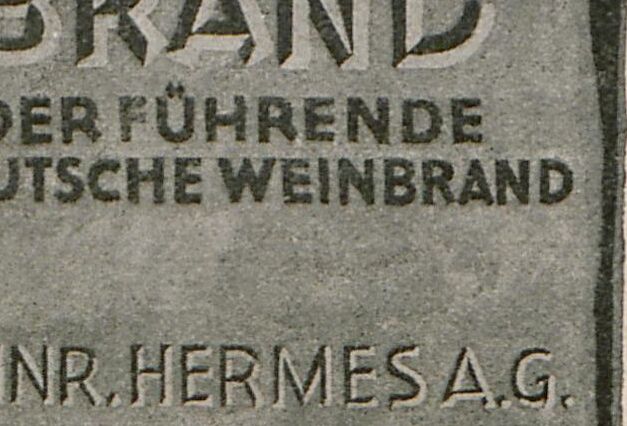 BRAND
DER FÜHRENDE
UTSCHE WEINBRAND
NR. HERMES A.G.